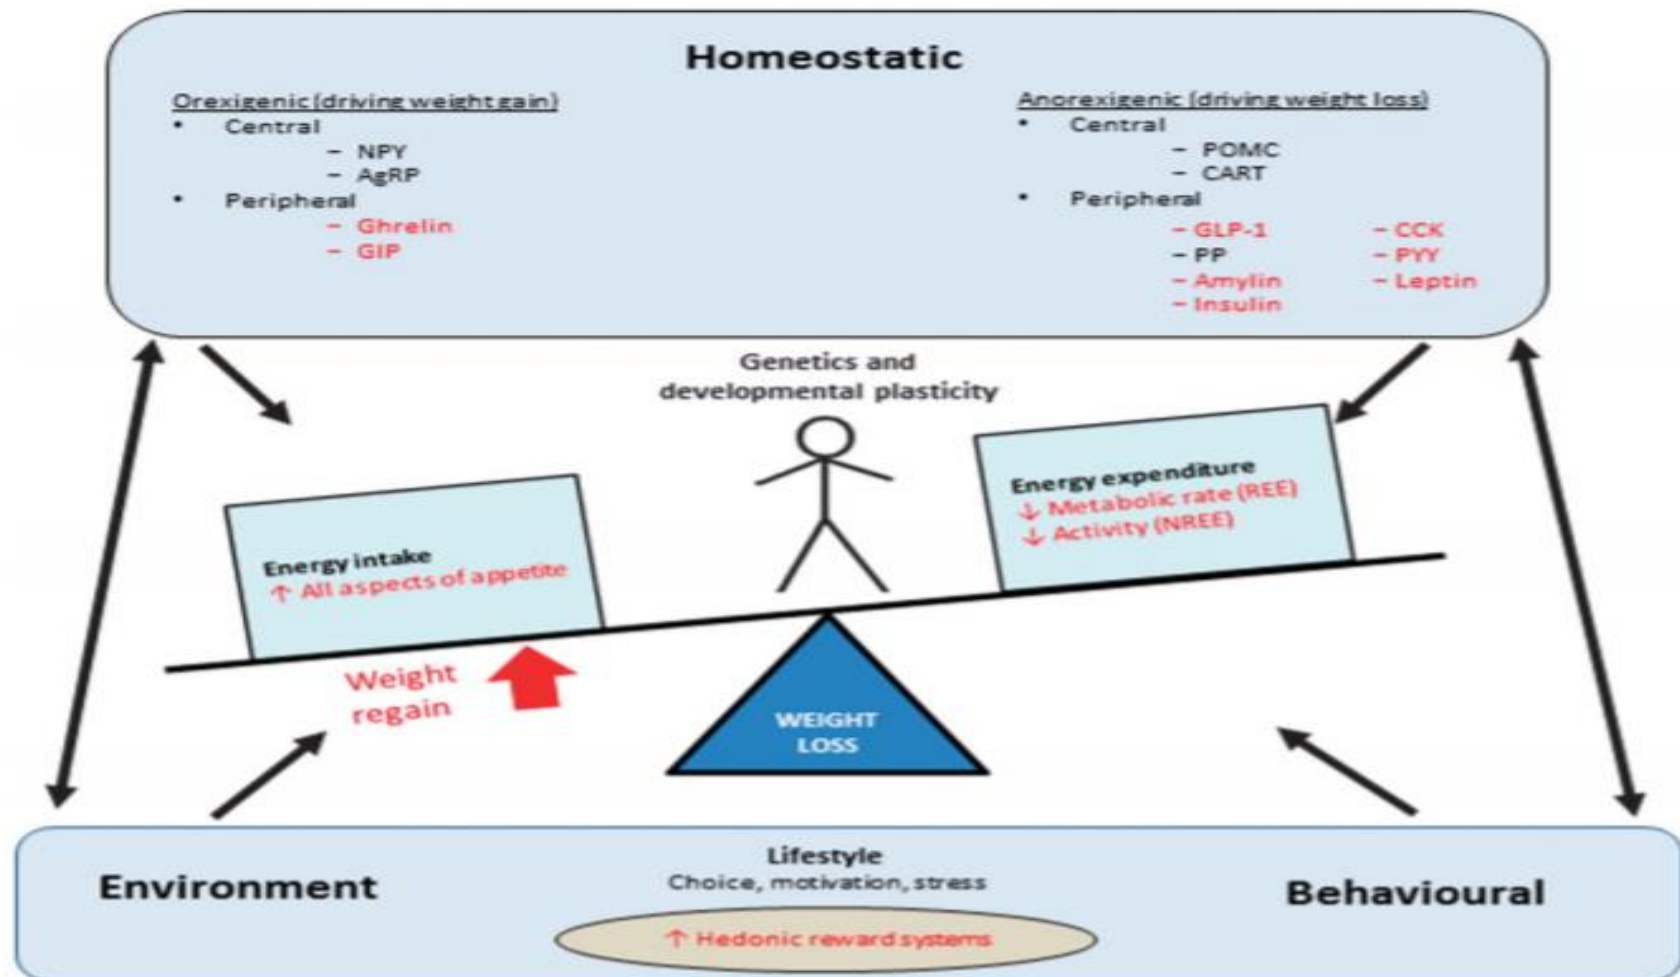 Homeostatic
Orexigenic (driving weight gain)
• Central
– NPY
– AgRP
• Peripheral
– Ghrelin
– GIP
Anorexigenic (driving weight loss)
• Central
– POMC
– CART
• Peripheral
– GLP-1
– PP
– Amylin
– Insulin
– CCK
– PYY
– Leptin
Genetics and
developmental plasticity
Energy intake
↑ All aspects of appetite
Energy expenditure
↓ Metabolic rate (REE)
↓ Activity (NREE)
Weight
regain
WEIGHT
LOSS
Environment
Lifestyle
Choice, motivation, stress
↑ Hedonic reward systems
Behavioural